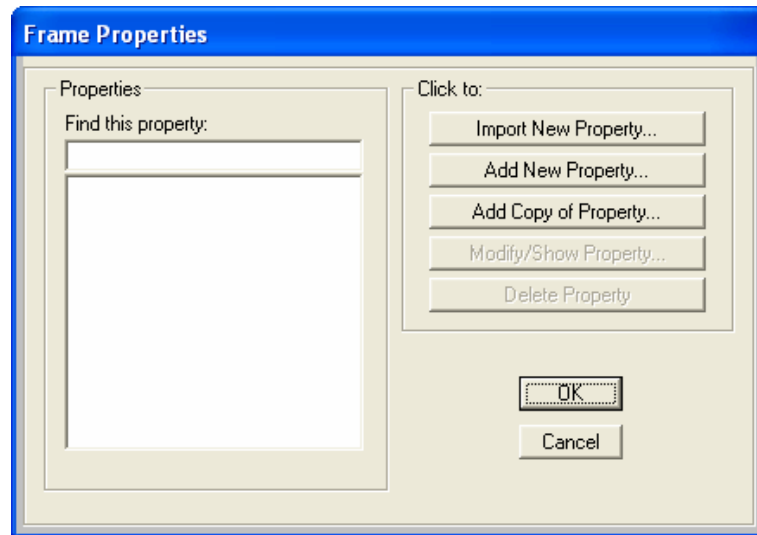 Frame Properties
Properties
Find this property:
Click to:
Import New Property...
Add New Property...
Add Copy of Property...
Modify/Show Property...
Delete Property
OK
Cancel